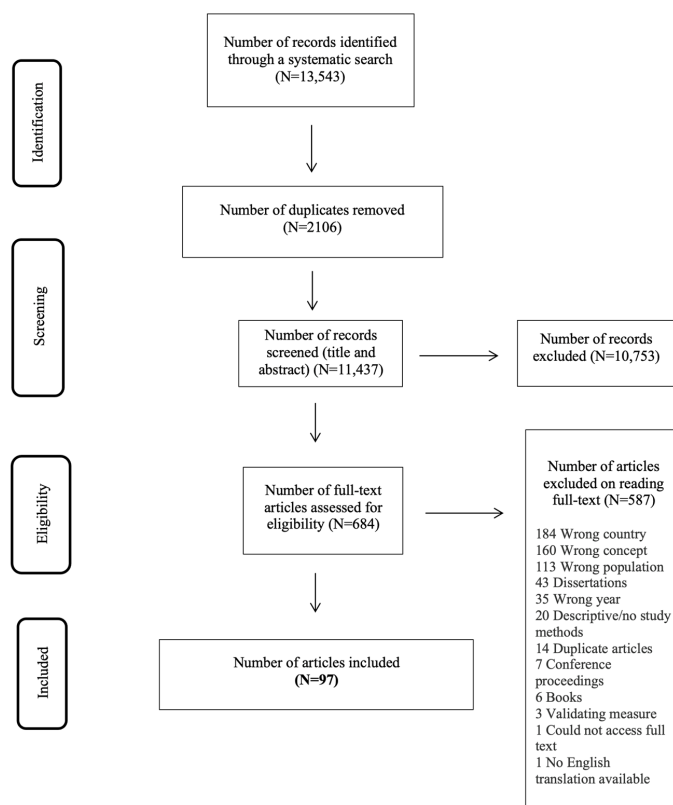 Identification
Number of records identified
through a systematic search
(N=13,543)
Number of duplicates removed
(N=2106)
Screening
Number of records
screened (title and
abstract) (N=11,437)
Number of records
excluded (N=10,753)
Eligibility
Number of full-text
articles assessed for
eligibility (N=684)
Number of articles
excluded on reading
full-text (N=587)
184 Wrong country
160 Wrong concept
113 Wrong population
43 Dissertations
35 Wrong year
20 Descriptive/no study
methods
14 Duplicate articles
7 Conference
proceedings
6 Books
3 Validating measure
1 Could not access full
text
1 No English
translation available
Included
Number of articles included
(N=97)